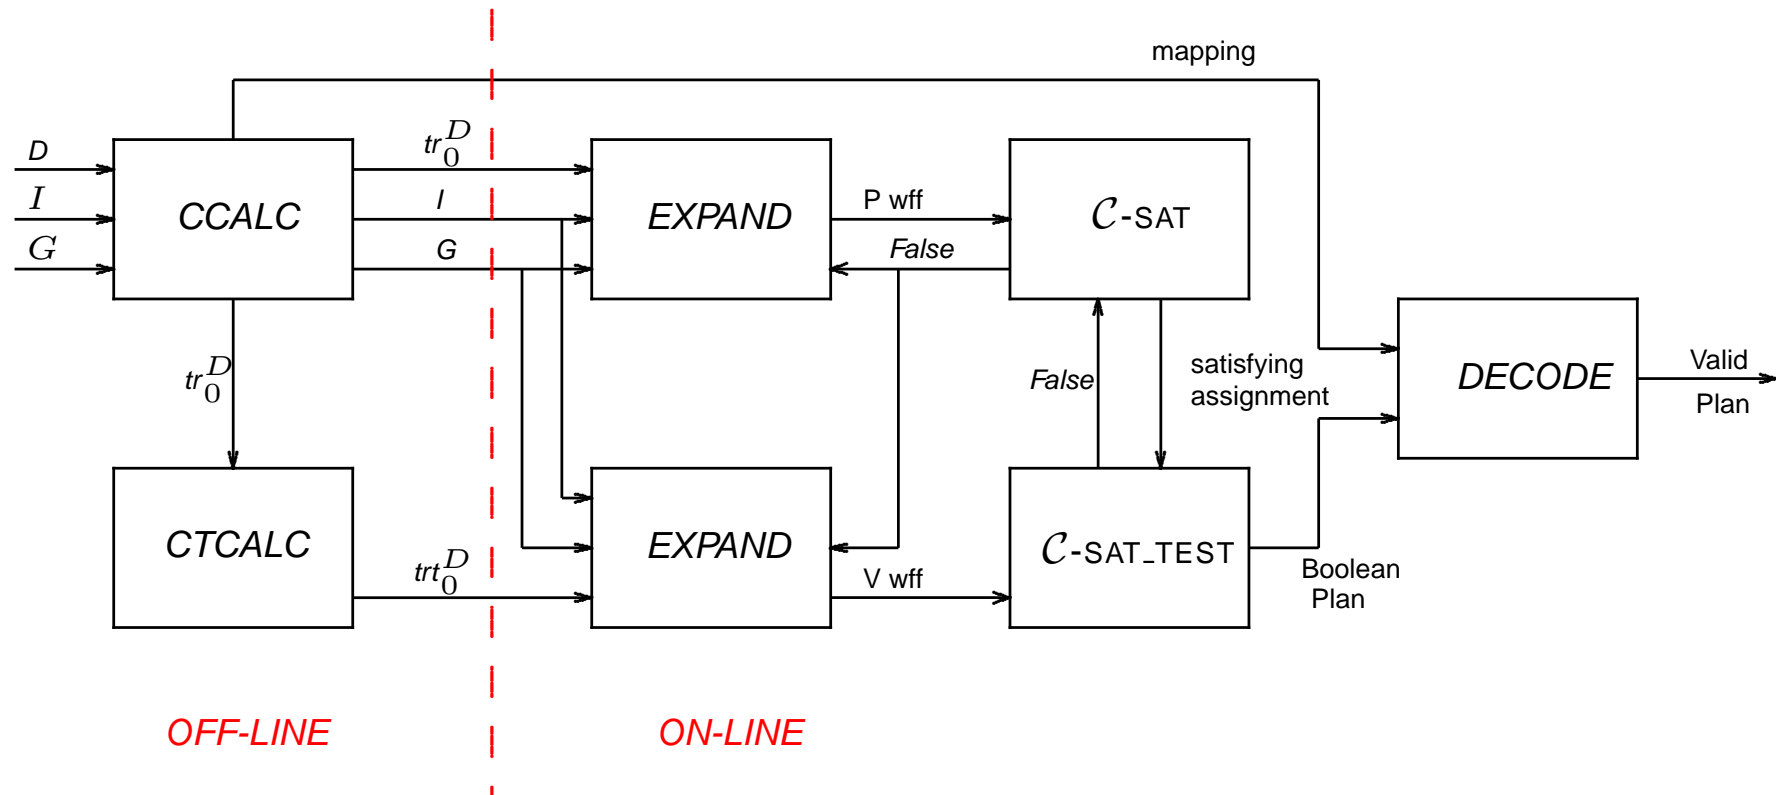 mapping
D
I
G
CCALC
tr₀ᴰ
I
G
EXPAND
P wff
False
C-SAT
tr₀ᴰ
False
satisfying
assignment
DECODE
Valid
Plan
CTCALC
trt₀ᴰ
EXPAND
V wff
C-SAT_TEST
Boolean
Plan
OFF-LINE
ON-LINE